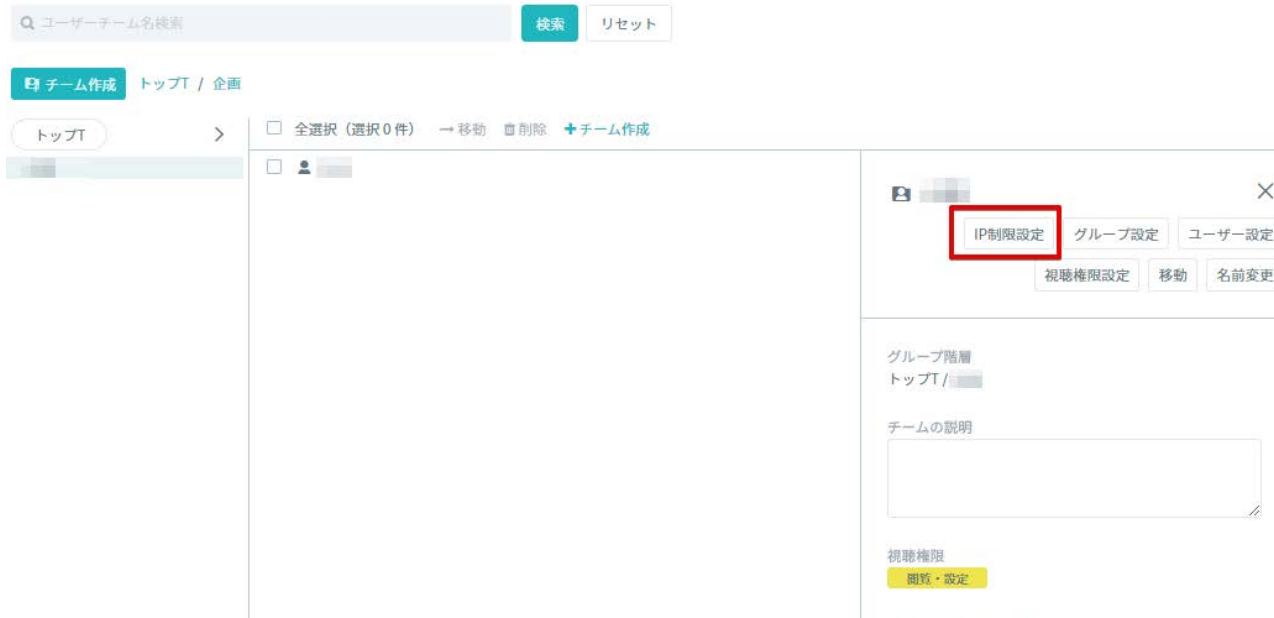 ユーザーチーム名検索 検索 リセット
チーム作成 トップT / 企画
トップT
全選択（選択0件） →移動 削除 +チーム作成
IP制限設定 グループ設定 ユーザー設定
視聴権限設定 移動 名前変更
グループ階層
トップT /
チームの説明
視聴権限
閲覧・設定